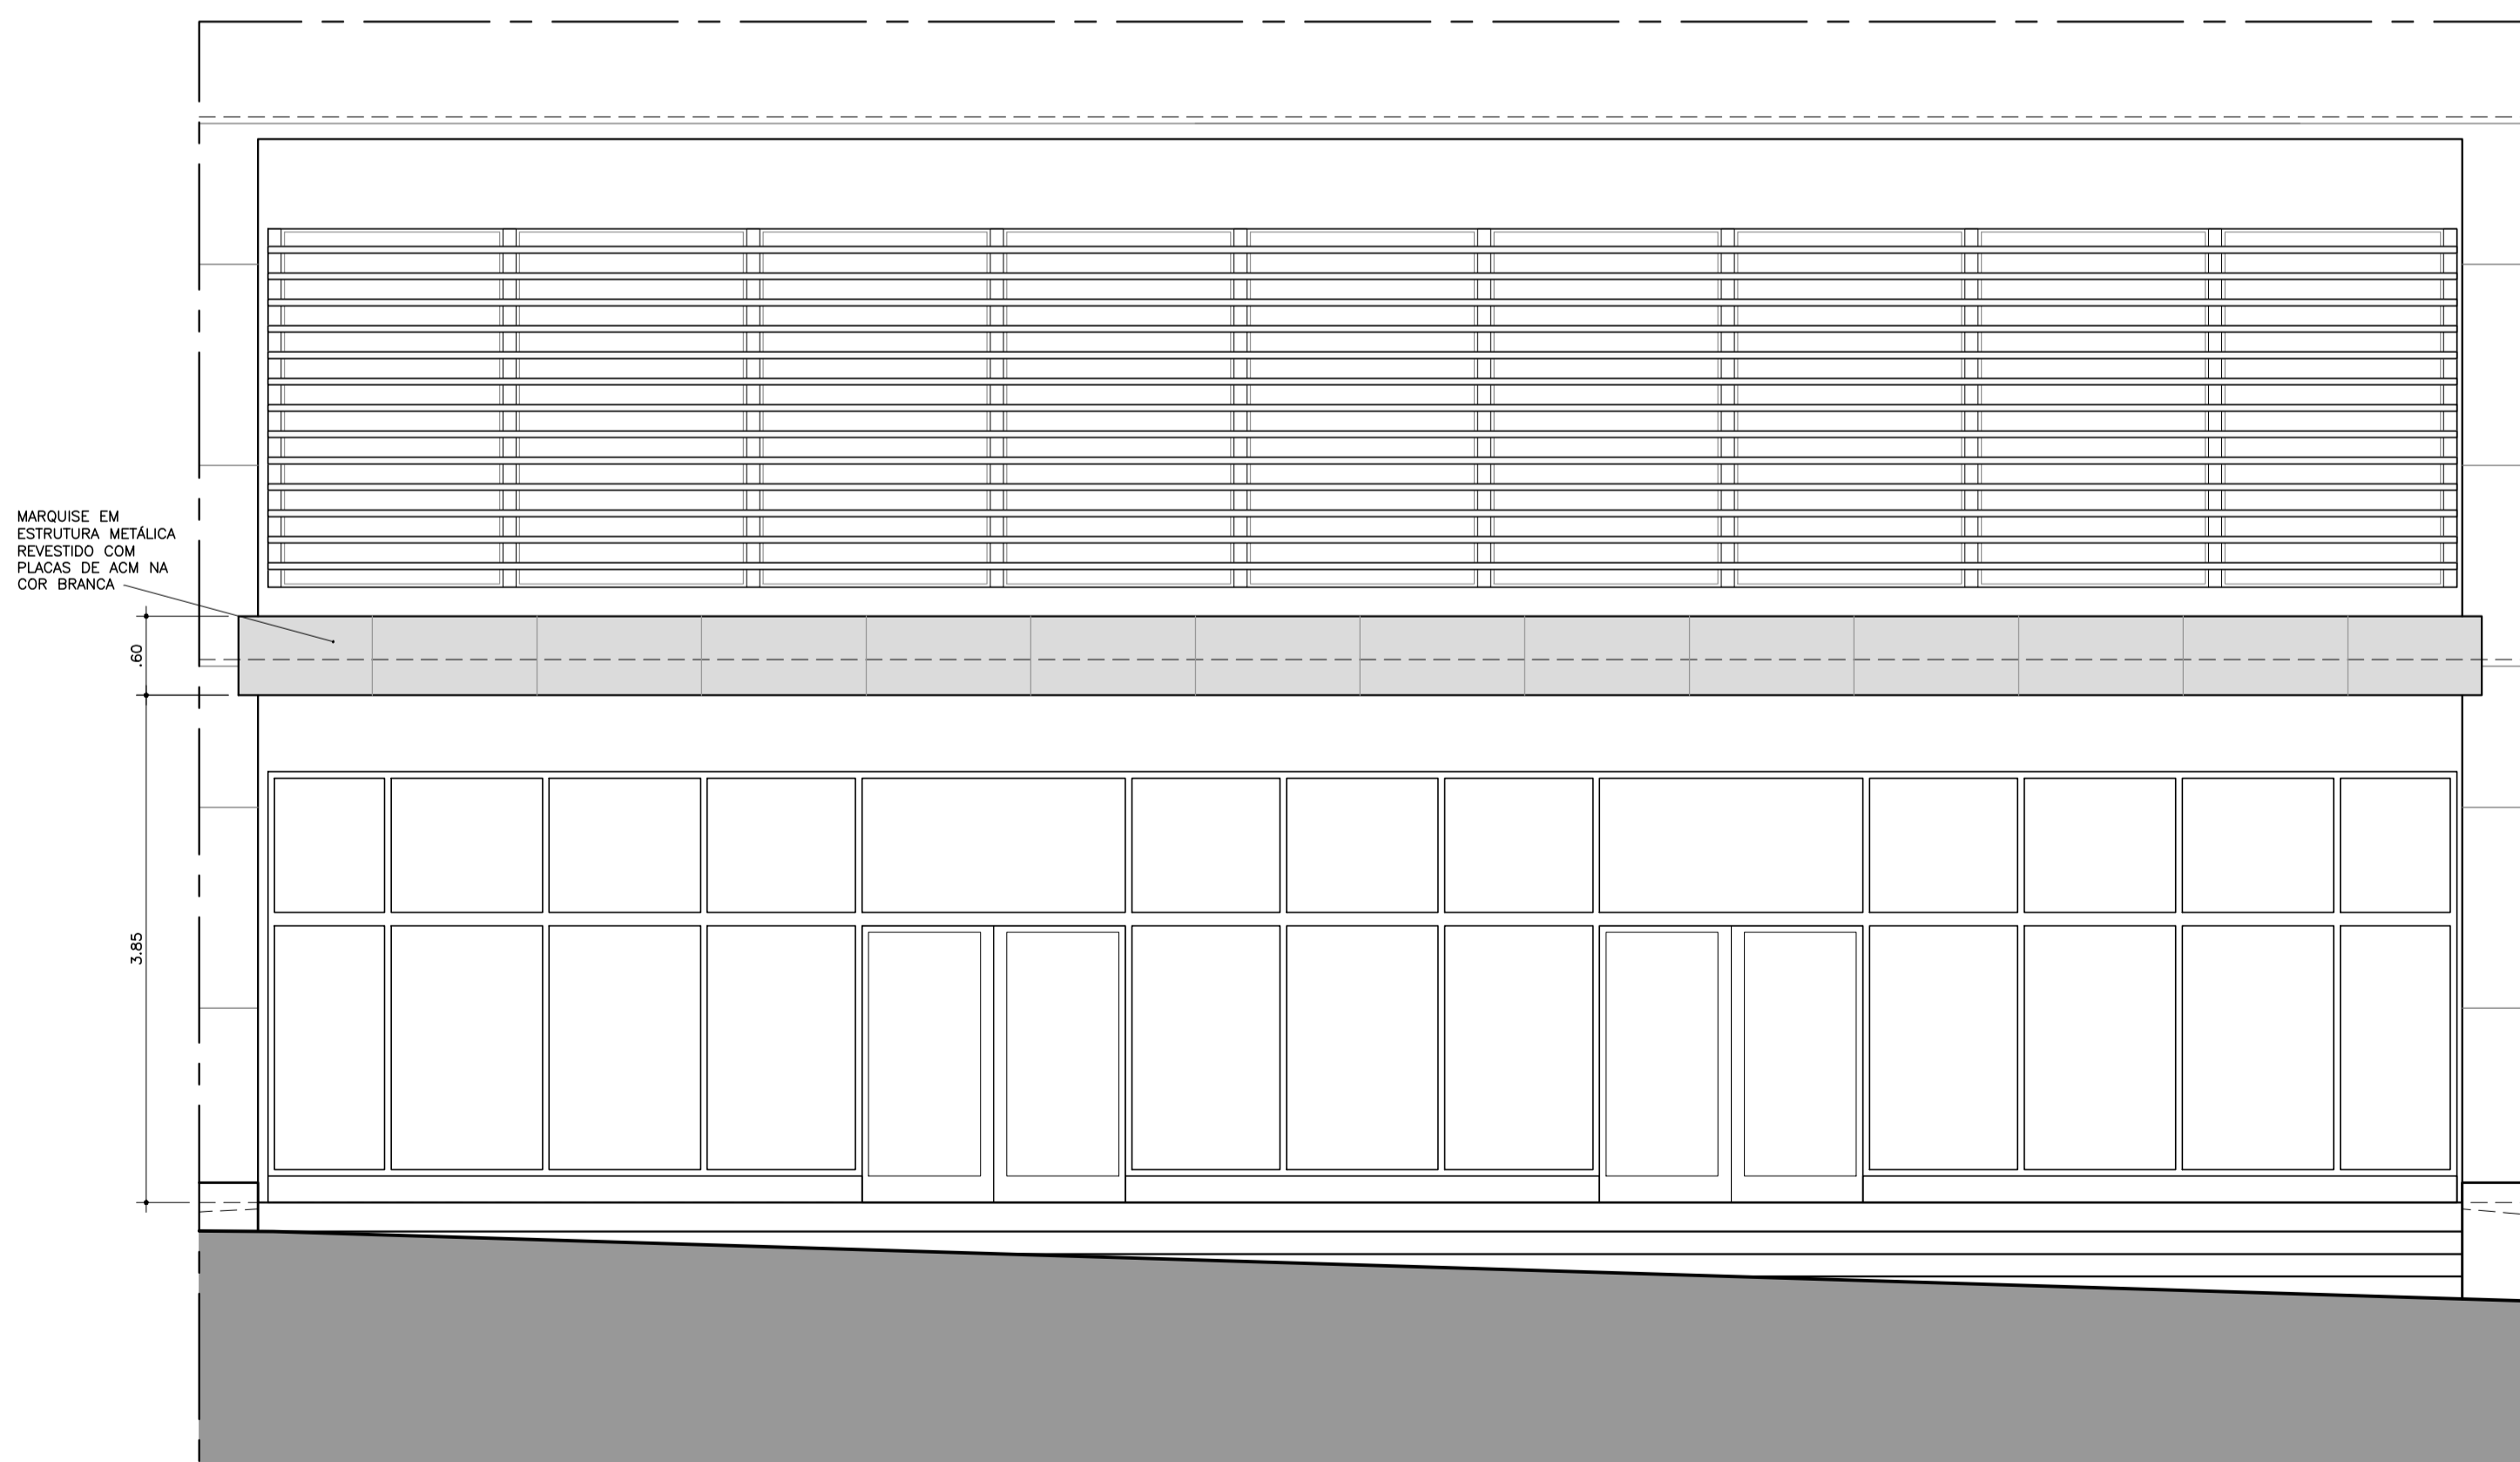 MARQUISE EM
ESTRUTURA METÁLICA
REVESTIDO COM
PLACAS DE ACM NA
COR BRANCA
.60
3.85